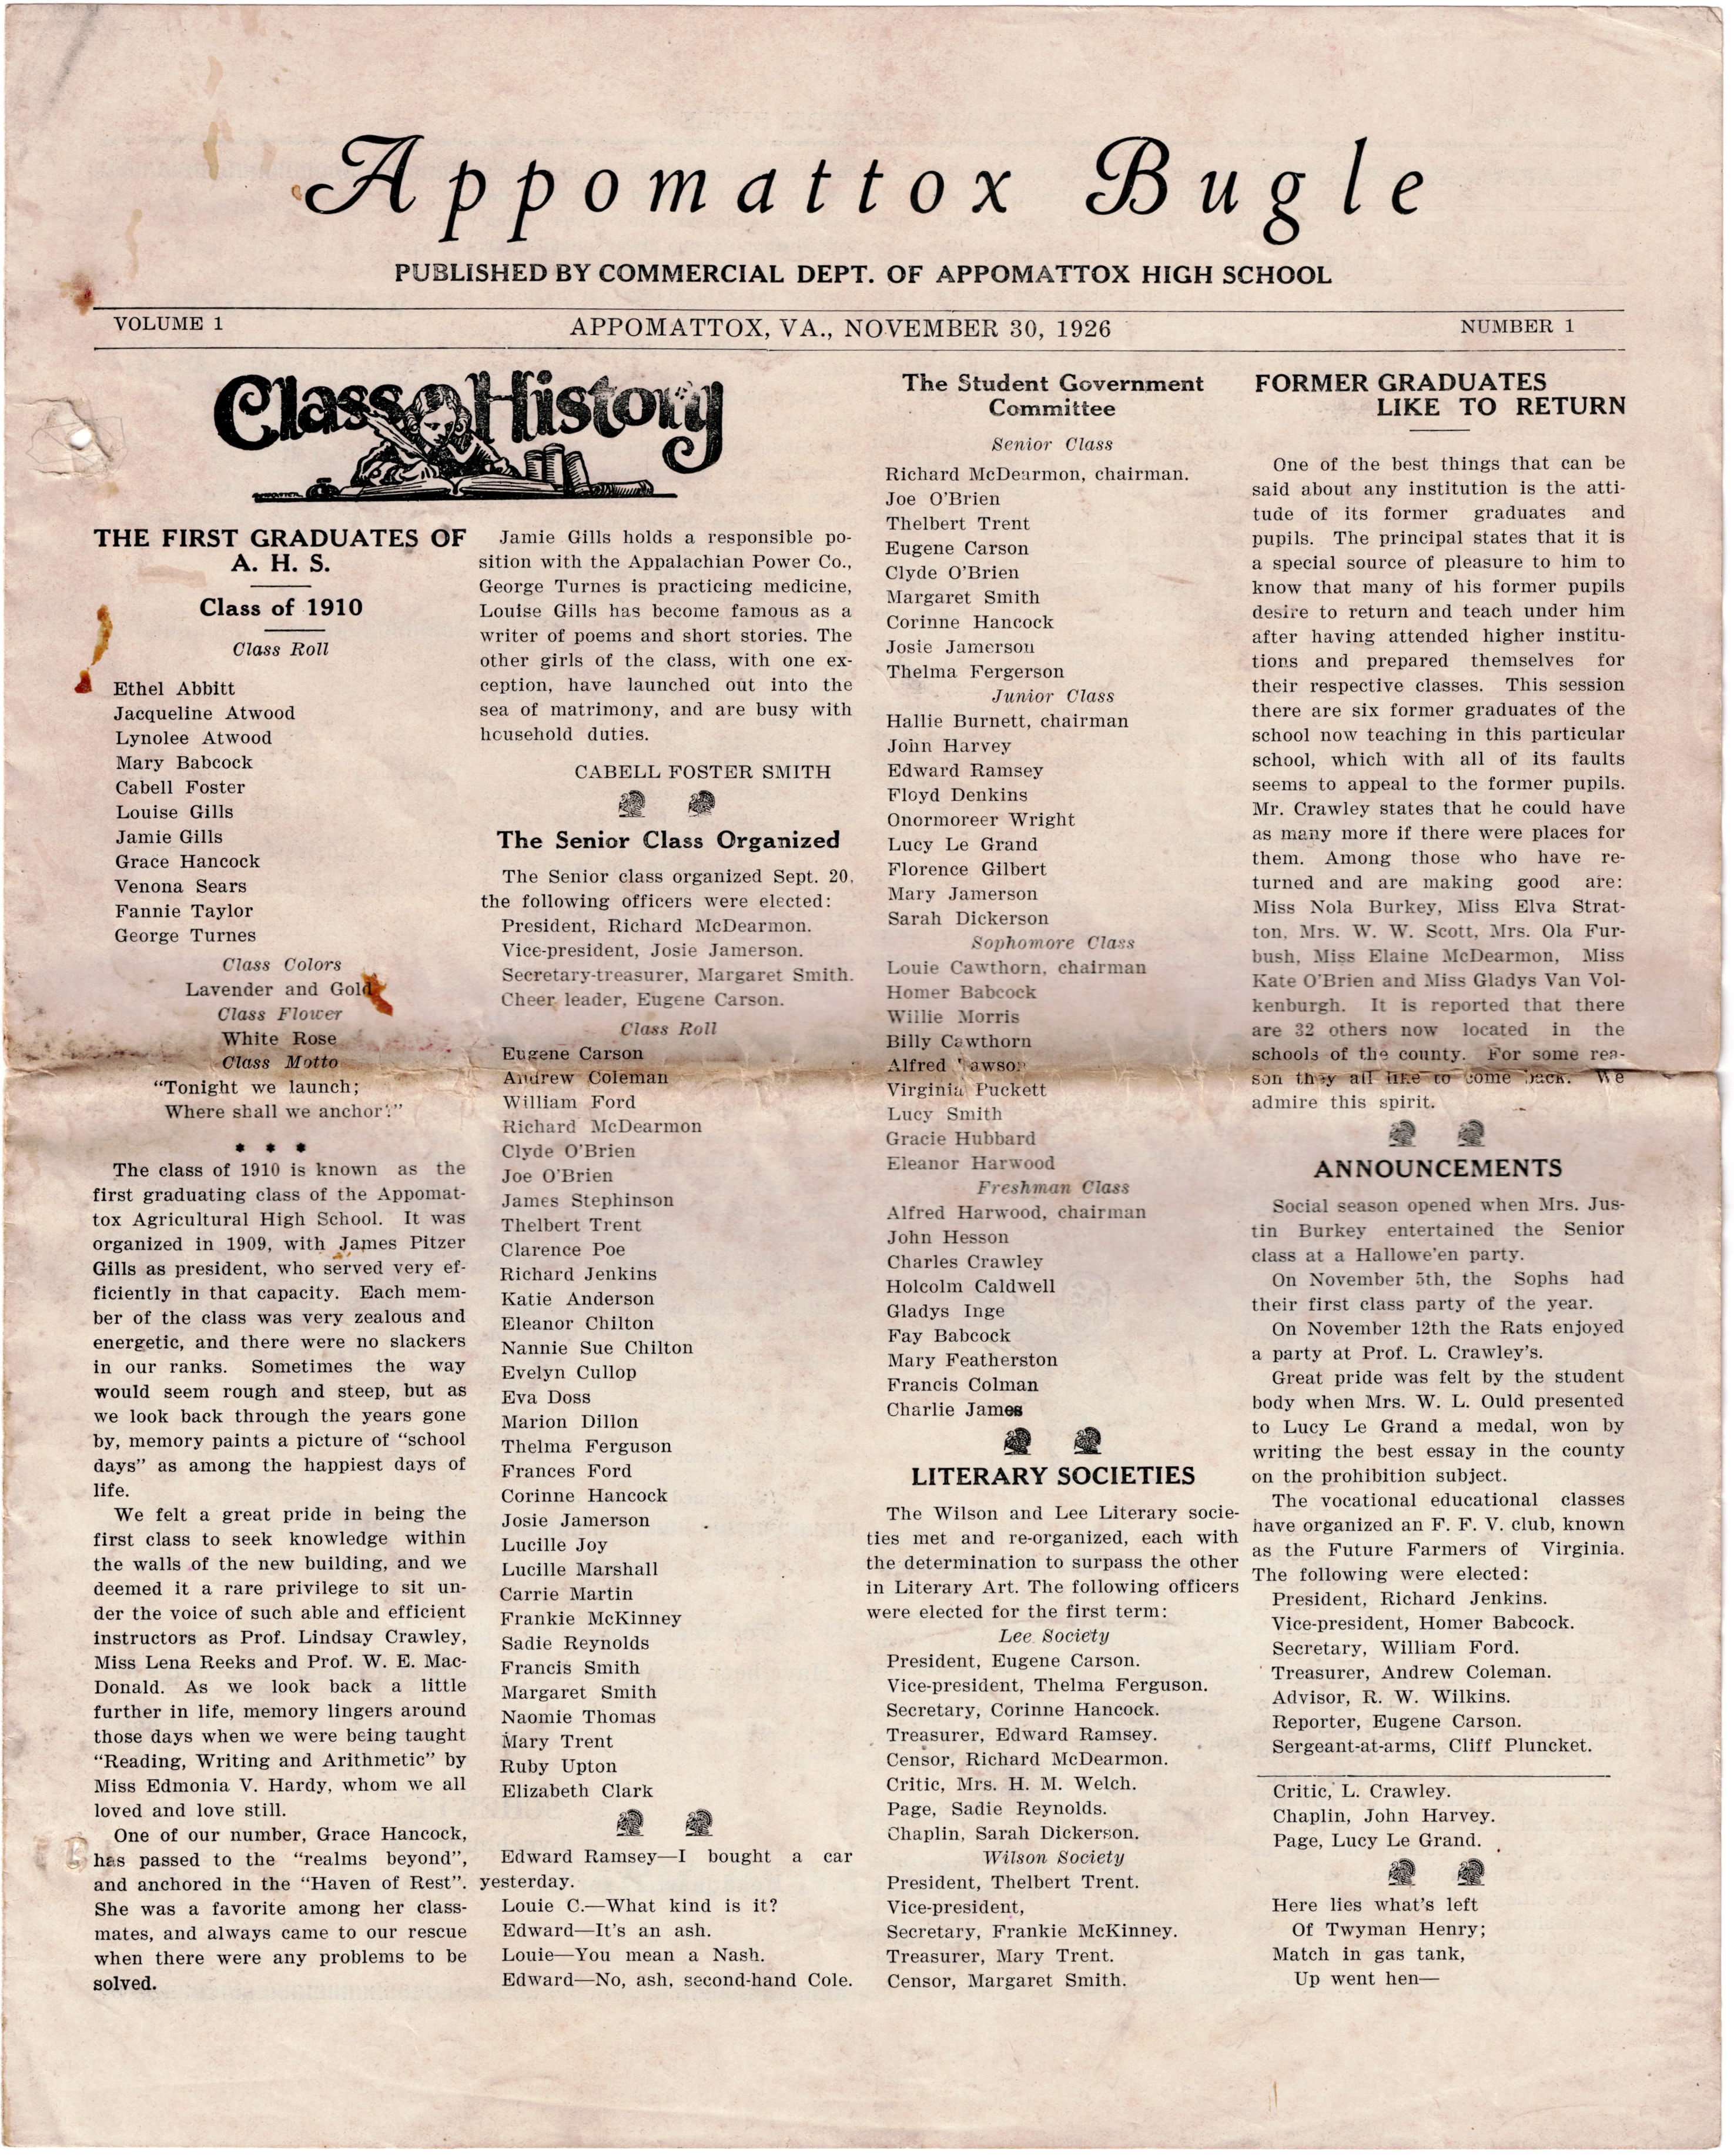 Appomattox Bugle
PUBLISHED BY COMMERCIAL DEPT. OF APPOMATTOX HIGH SCHOOL
VOLUME 1
APPOMATTOX, VA., NOVEMBER 30, 1926
NUMBER 1
Class History
THE FIRST GRADUATES OF
A. H. S.
Class of 1910
Class Roll
Ethel Abbitt
Jacqueline Atwood
Lynolee Atwood
Mary Babcock
Cabell Foster
Louise Gills
Jamie Gills
Grace Hancock
Venona Sears
Fannie Taylor
George Turnes
Class Colors
Lavender and Gold
Class Flower
White Rose
Class Motto
“Tonight we launch;
Where shall we anchor?”
* * *
The class of 1910 is known as the
first graduating class of the Appomat-
tox Agricultural High School. It was
organized in 1909, with James Pitzer
Gills as president, who served very ef-
ficiently in that capacity. Each mem-
ber of the class was very zealous and
energetic, and there were no slackers
in our ranks. Sometimes the way
would seem rough and steep, but as
we look back through the years gone
by, memory paints a picture of “school
days” as among the happiest days of
life.
We felt a great pride in being the
first class to seek knowledge within
the walls of the new building, and we
deemed it a rare privilege to sit un-
der the voice of such able and efficient
instructors as Prof. Lindsay Crawley,
Miss Lena Reeks and Prof. W. E. Mac-
Donald. As we look back a little
further in life, memory lingers around
those days when we were being taught
“Reading, Writing and Arithmetic” by
Miss Edmonia V. Hardy, whom we all
loved and love still.
One of our number, Grace Hancock,
has passed to the “realms beyond”,
and anchored in the “Haven of Rest”.
She was a favorite among her class-
mates, and always came to our rescue
when there were any problems to be
solved.
Jamie Gills holds a responsible po-
sition with the Appalachian Power Co.,
George Turnes is practicing medicine,
Louise Gills has become famous as a
writer of poems and short stories. The
other girls of the class, with one ex-
ception, have launched out into the
sea of matrimony, and are busy with
household duties.
CABELL FOSTER SMITH
The Senior Class Organized
The Senior class organized Sept. 20,
the following officers were elected:
President, Richard McDearmon.
Vice-president, Josie Jamerson.
Secretary-treasurer, Margaret Smith.
Cheer leader, Eugene Carson.
Class Roll
Eugene Carson
Andrew Coleman
William Ford
Richard McDearmon
Clyde O'Brien
Joe O'Brien
James Stephinson
Thelbert Trent
Clarence Poe
Richard Jenkins
Katie Anderson
Eleanor Chilton
Nannie Sue Chilton
Evelyn Cullop
Eva Doss
Marion Dillon
Thelma Ferguson
Frances Ford
Corinne Hancock
Josie Jamerson
Lucille Joy
Lucille Marshall
Carrie Martin
Frankie McKinney
Sadie Reynolds
Francis Smith
Margaret Smith
Naomie Thomas
Mary Trent
Ruby Upton
Elizabeth Clark
Edward Ramsey—I bought a car
yesterday.
Louie C.—What kind is it?
Edward—It's an ash.
Louie—You mean a Nash.
Edward—No, ash, second-hand Cole.
The Student Government
Committee
Senior Class
Richard McDearmon, chairman.
Joe O'Brien
Thelbert Trent
Eugene Carson
Clyde O'Brien
Margaret Smith
Corinne Hancock
Josie Jamerson
Thelma Fergerson
Junior Class
Hallie Burnett, chairman
John Harvey
Edward Ramsey
Floyd Denkins
Onormoreer Wright
Lucy Le Grand
Florence Gilbert
Mary Jamerson
Sarah Dickerson
Sophomore Class
Louie Cawthorn, chairman
Homer Babcock
Willie Morris
Billy Cawthorn
Alfred
Virginia Puckett
Lucy Smith
Gracie Hubbard
Eleanor Harwood
Freshman Class
Alfred Harwood, chairman
John Hesson
Charles Crawley
Holcolm Caldwell
Gladys Inge
Fay Babcock
Mary Featherston
Francis Colman
Charlie James
LITERARY SOCIETIES
The Wilson and Lee Literary socie-
ties met and re-organized, each with
the determination to surpass the other
in Literary Art. The following officers
were elected for the first term:
Lee Society
President, Eugene Carson.
Vice-president, Thelma Ferguson.
Secretary, Corinne Hancock.
Treasurer, Edward Ramsey.
Censor, Richard McDearmon.
Critic, Mrs. H. M. Welch.
Page, Sadie Reynolds.
Chaplin, Sarah Dickerson.
Wilson Society
President, Thelbert Trent.
Vice-president,
Secretary, Frankie McKinney.
Treasurer, Mary Trent.
Censor, Margaret Smith.
FORMER GRADUATES
LIKE TO RETURN
One of the best things that can be
said about any institution is the atti-
tude of its former graduates and
pupils. The principal states that it is
a special source of pleasure to him to
know that many of his former pupils
desire to return and teach under him
after having attended higher institu-
tions and prepared themselves for
their respective classes. This session
there are six former graduates of the
school now teaching in this particular
school, which with all of its faults
seems to appeal to the former pupils.
Mr. Crawley states that he could have
as many more if there were places for
them. Among those who have re-
turned and are making good are:
Miss Nola Burkey, Miss Elva Strat-
ton, Mrs. W. W. Scott, Mrs. Ola Fur-
bush, Miss Elaine McDearmon, Miss
Kate O'Brien and Miss Gladys Van Vol-
kenburgh. It is reported that there
are 32 others now located in the
schools of the county. For some rea-
son they all like to come back. We
admire this spirit.
ANNOUNCEMENTS
Social season opened when Mrs. Jus-
tin Burkey entertained the Senior
class at a Hallowe'en party.
On November 5th, the Sophs had
their first class party of the year.
On November 12th the Rats enjoyed
a party at Prof. L. Crawley's.
Great pride was felt by the student
body when Mrs. W. L. Ould presented
to Lucy Le Grand a medal, won by
writing the best essay in the county
on the prohibition subject.
The vocational educational classes
have organized an F. F. V. club, known
as the Future Farmers of Virginia.
The following were elected:
President, Richard Jenkins.
Vice-president, Homer Babcock.
Secretary, William Ford.
Treasurer, Andrew Coleman.
Advisor, R. W. Wilkins.
Reporter, Eugene Carson.
Sergeant-at-arms, Cliff Pluncket.
Critic, L. Crawley.
Chaplin, John Harvey.
Page, Lucy Le Grand.
Here lies what's left
Of Twyman Henry;
Match in gas tank,
Up went hen—